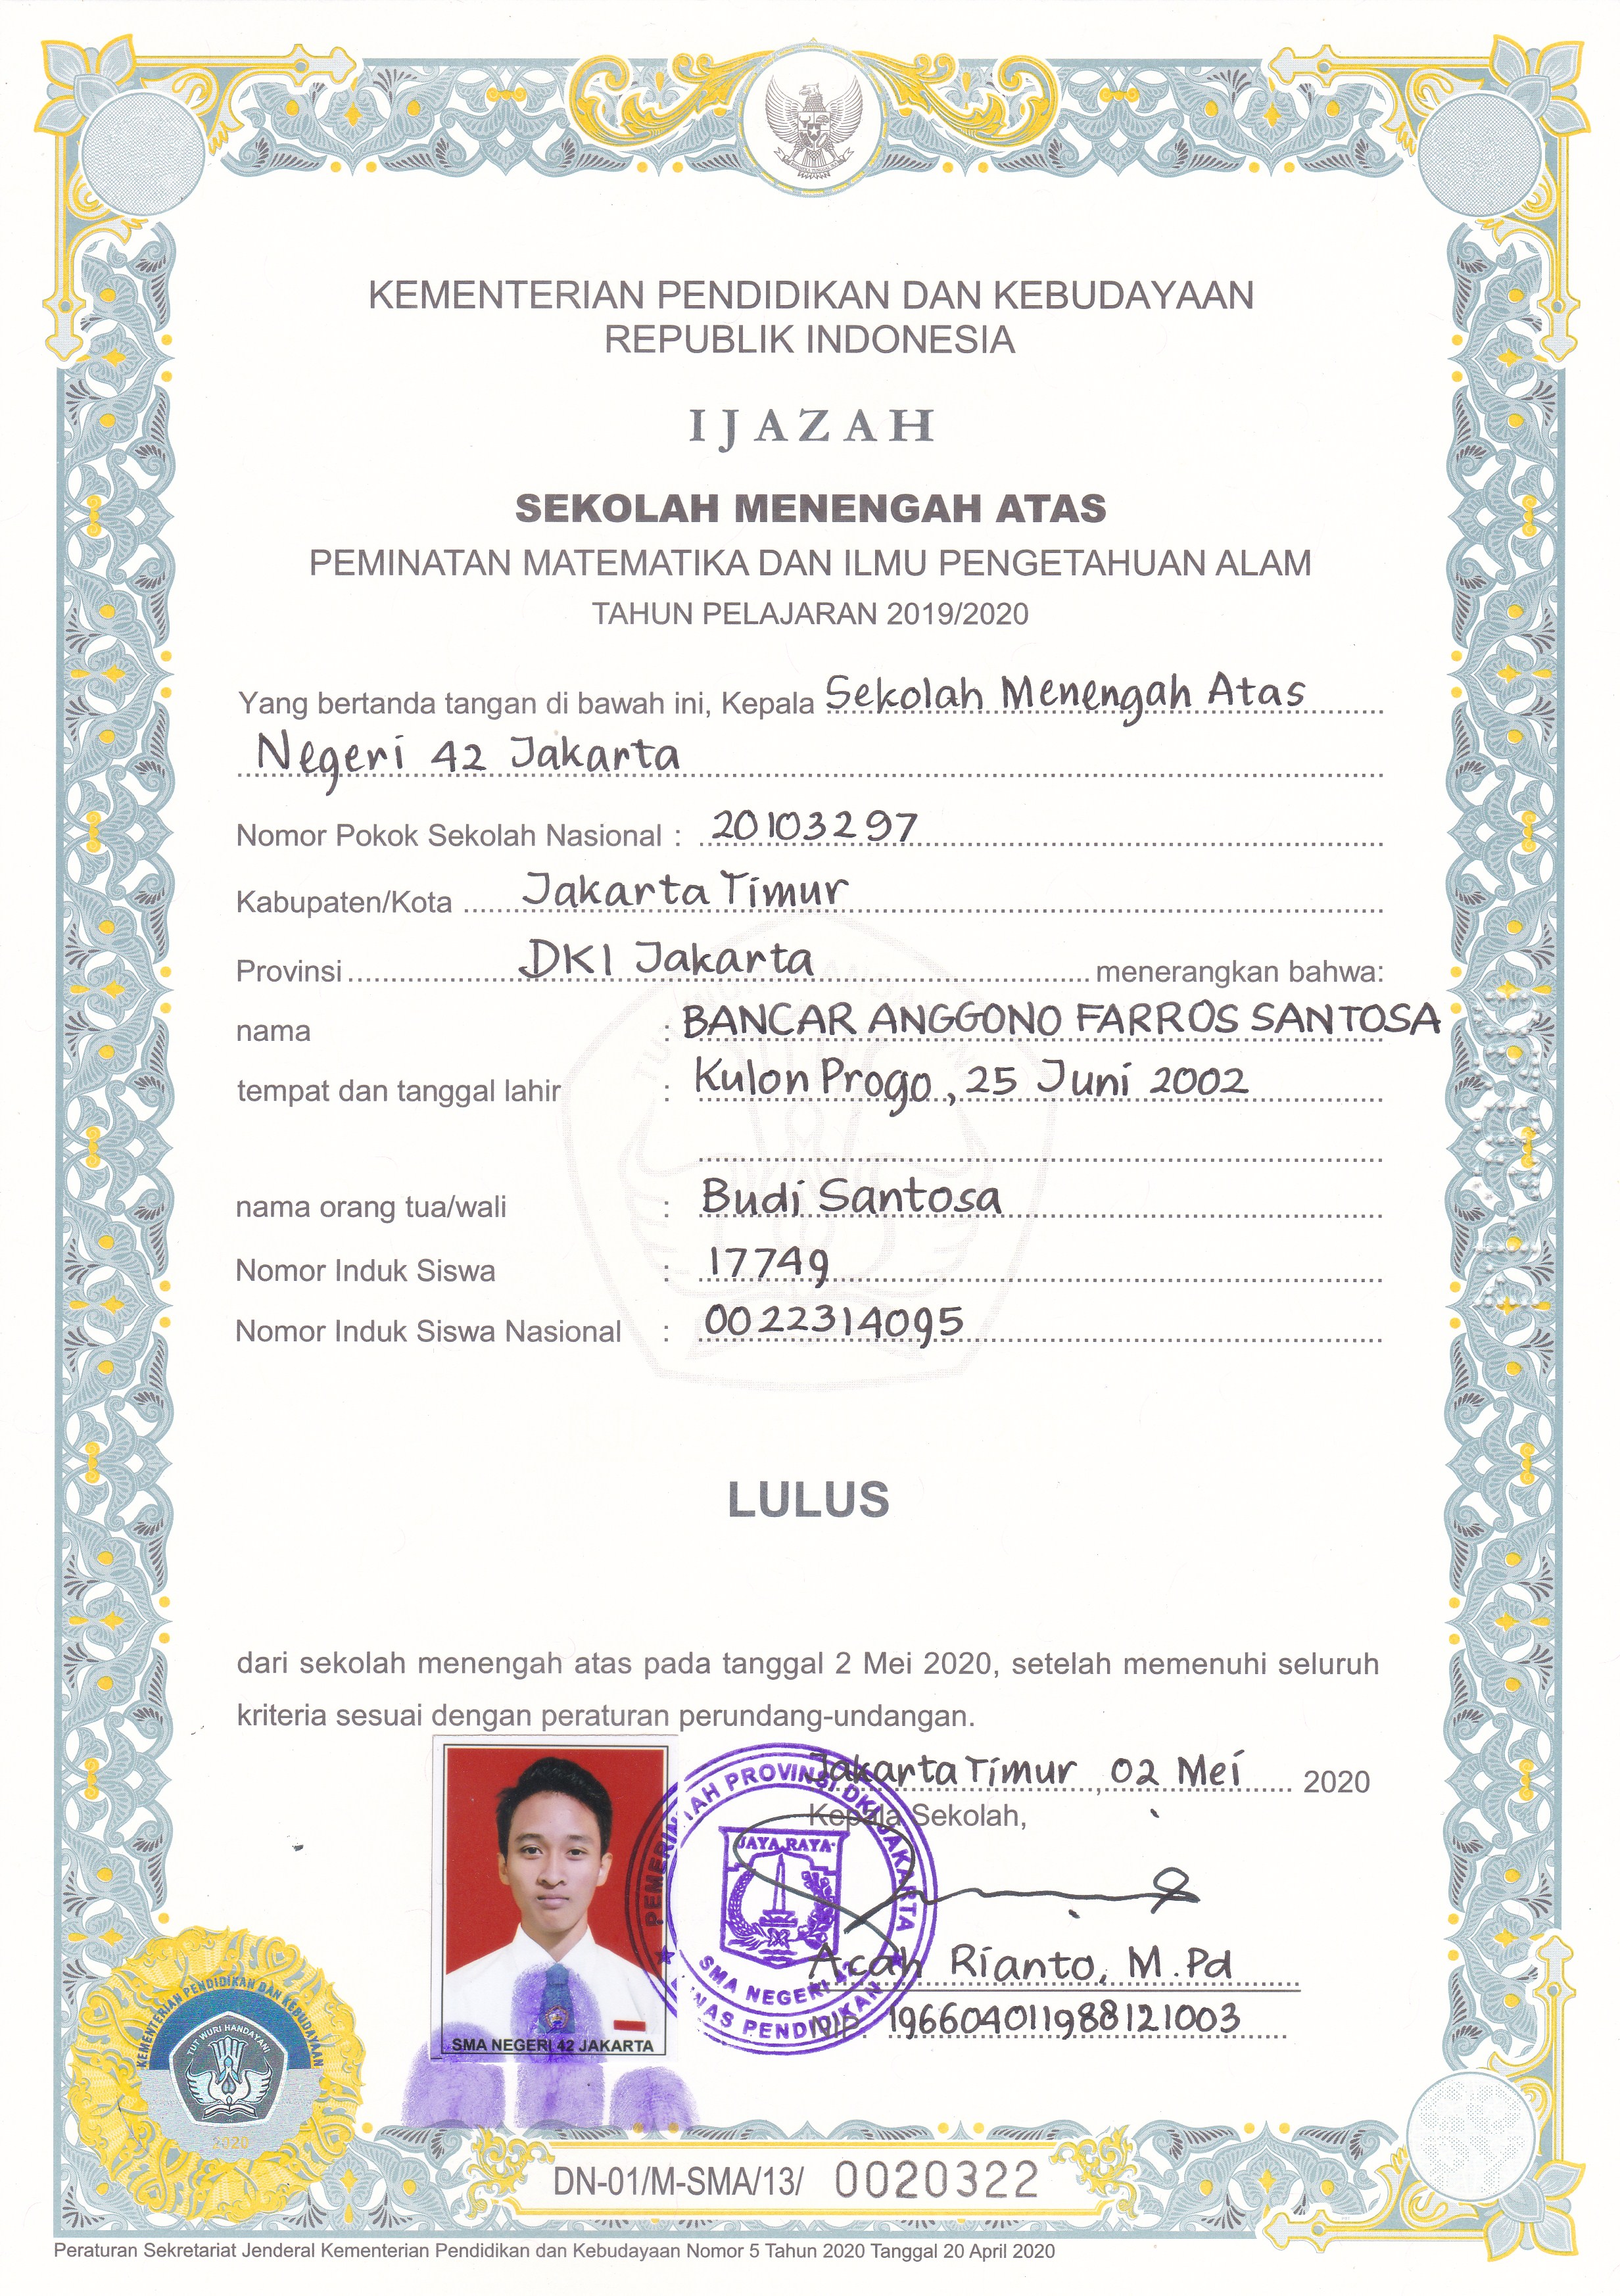 KEMENTERIAN PENDIDIKAN DAN KEBUDAYAAN
REPUBLIK INDONESIA
IJAZAH
SEKOLAH MENENGAH ATAS
PEMINATAN MATEMATIKA DAN ILMU PENGETAHUAN ALAM
TAHUN PELAJARAN 2019/2020
Yang bertanda tangan di bawah ini, Kepala Sekolah Menengah Atas
Negeri 42 Jakarta
Nomor Pokok Sekolah Nasional : 20103297
Kabupaten/Kota Jakarta Timur
Provinsi DKI Jakarta menerangkan bahwa:
nama : BANCAR ANGGONO FARROS SANTOSA
tempat dan tanggal lahir : Kulon Progo, 25 Juni 2002
nama orang tua/wali : Budi Santosa
Nomor Induk Siswa : 17749
Nomor Induk Siswa Nasional : 0022314095
LULUS
dari sekolah menengah atas pada tanggal 2 Mei 2020, setelah memenuhi seluruh
kriteria sesuai dengan peraturan perundang-undangan.
Jakarta Timur, 02 Mei 2020
Kepala Sekolah,
PROVINSI DKI JAKARTA
JAYA RAYA
SMA NEGERI 42
PENDIDIKAN
Acah Rianto, M.Pd
NIP 196604011988121003
SMA NEGERI 42 JAKARTA
KEMENTERIAN PENDIDIKAN DAN KEBUDAYAAN
TUT WURI HANDAYANI
2020
DN-01/M-SMA/13/ 0020322
Peraturan Sekretariat Jenderal Kementerian Pendidikan dan Kebudayaan Nomor 5 Tahun 2020 Tanggal 20 April 2020